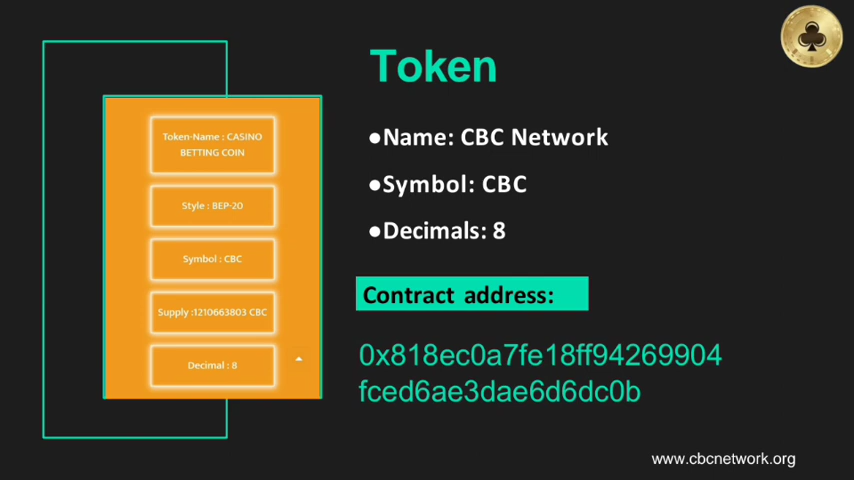 Token
Token-Name : CASINO
BETTING COIN
Style : BEP-20
Symbol : CBC
Supply :1210663803 CBC
Decimal : 8
●Name: CBC Network
●Symbol: CBC
●Decimals: 8
Contract address:
0x818ec0a7fe18ff94269904
fced6ae3dae6d6dc0b
www.cbcnetwork.org